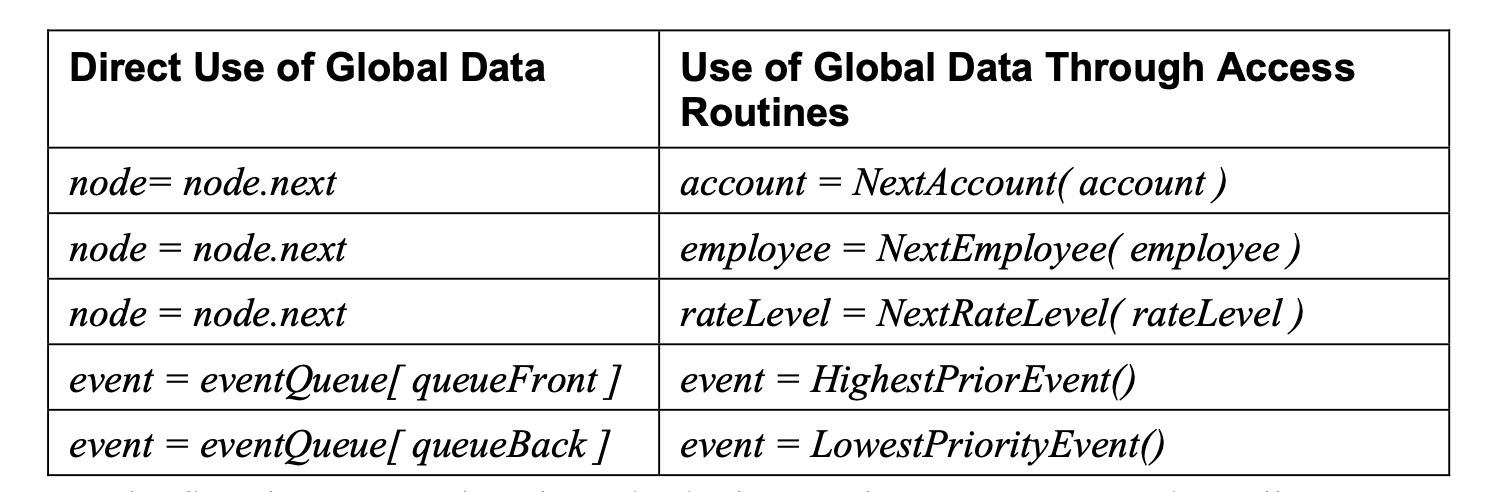 Direct Use of Global Data
Use of Global Data Through Access
Routines
node= node.next
account = NextAccount( account )
node = node.next
employee = NextEmployee( employee )
node = node.next
rateLevel = NextRateLevel( rateLevel )
event = eventQueue[ queueFront ]
event = HighestPriorEvent()
event = eventQueue[ queueBack ]
event = LowestPriorityEvent()